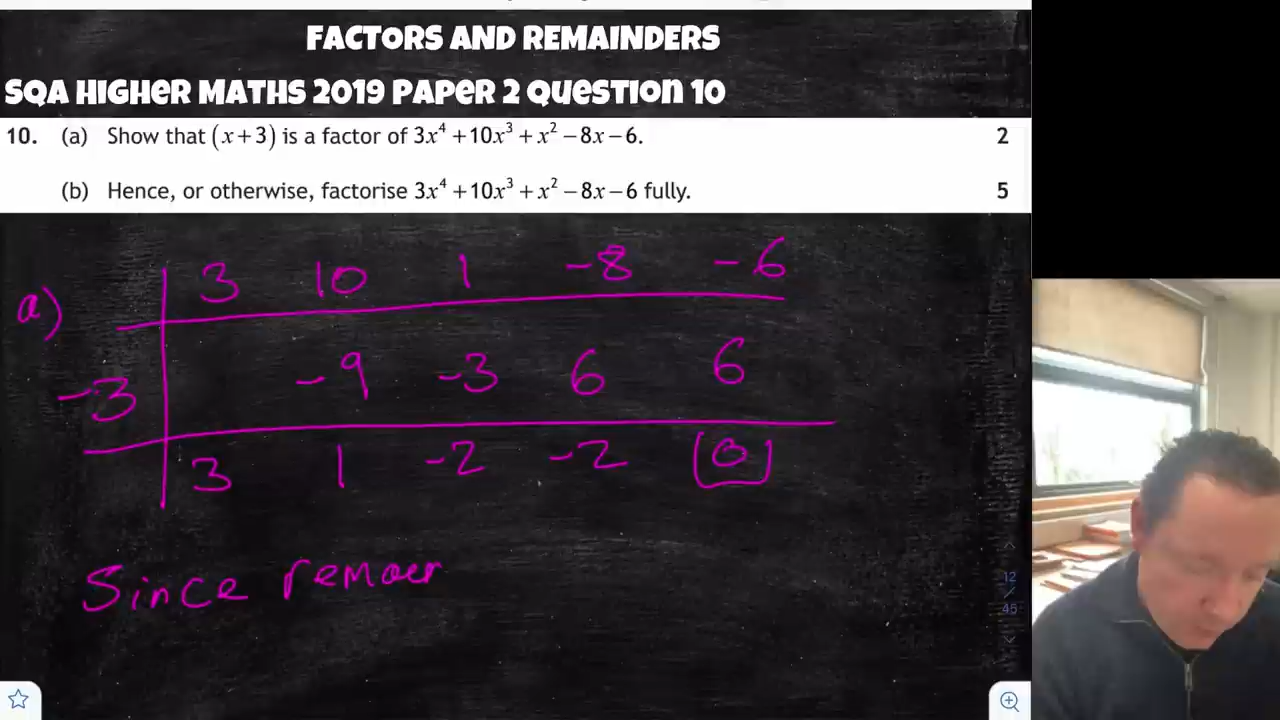 FACTORS AND REMAINDERS
SQA HIGHER MATHS 2019 PAPER 2 QUESTION 10
10. (a) Show that (x+3) is a factor of 3x⁴+10x³+x²−8x−6. 2
(b) Hence, or otherwise, factorise 3x⁴+10x³+x²−8x−6 fully. 5
a) 3 10 1 -8 -6
-3 -9 -3 6 6
3 1 -2 -2 0
Since
12
/
45